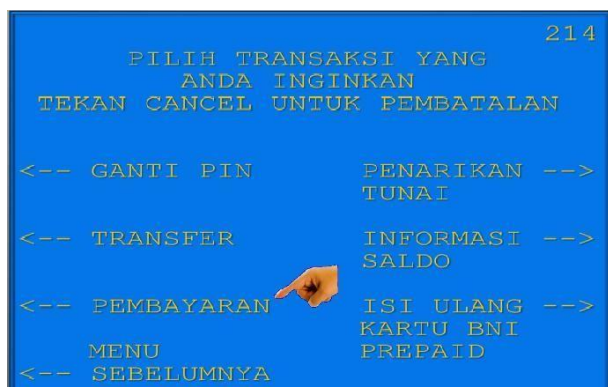 214
PILIH TRANSAKSI YANG
ANDA INGINKAN
TEKAN CANCEL UNTUK PEMBATALAN
<-- GANTI PIN
PENARIKAN -->
TUNAI
<-- TRANSFER
INFORMASI -->
SALDO
<-- PEMBAYARAN
ISI ULANG -->
KARTU BNI
PREPAID
MENU
<-- SEBELUMNYA